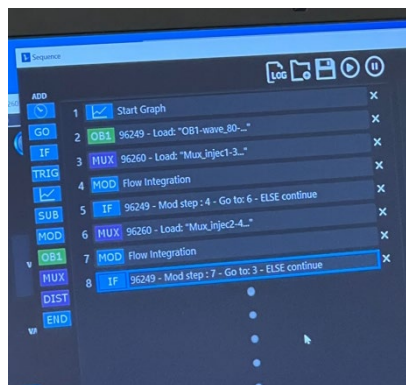 Sequence
LOG
ADD
GO
IF
TRIG
SUB
MOD
OB1
MUX
DIST
END
1 Start Graph
2 OB1 96249 - Load: "OB1-wave_80-..."
3 MUX 96260 - Load: "Mux_injec1-3..."
4 MOD Flow Integration
5 IF 96249 - Mod step : 4 - Go to: 6 - ELSE continue
6 MUX 96260 - Load: "Mux_injec2-4..."
7 MOD Flow Integration
8 IF 96249 - Mod step : 7 - Go to: 3 - ELSE continue